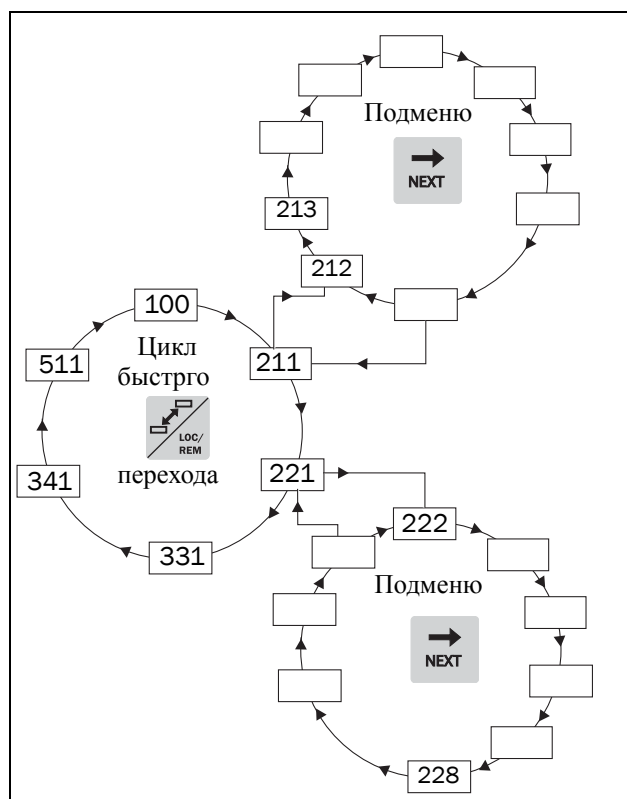 Подменю
NEXT
213
212
100
Цикл
быстрго
511
211
LOC/
REM
перехода
341
221
331
222
Подменю
NEXT
228